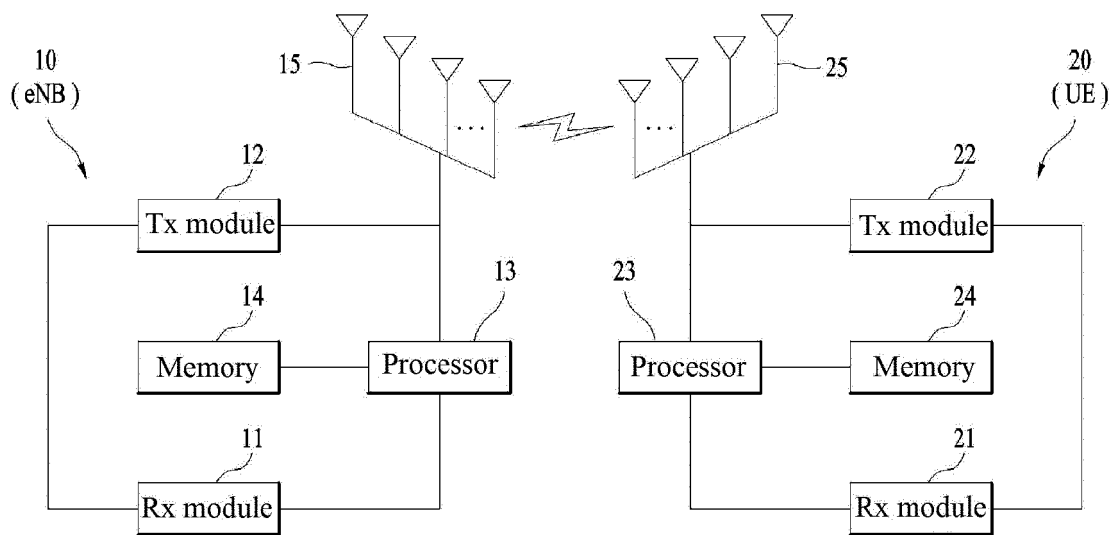 10
( eNB )
15
25
20
( UE )
12
Tx module
22
Tx module
14
Memory
13
Processor
23
Processor
24
Memory
11
Rx module
21
Rx module